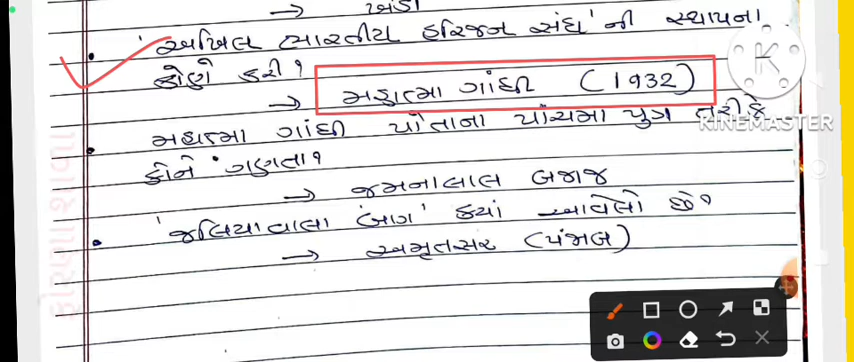 → ખેડા
• 'અખિલ ભારતીય હરિજન સંઘ' ની સ્થાપના
કોણે કરી?
→ મહાત્મા ગાંધી (1932)
• મહાત્મા ગાંધી પોતાના પાંચમા પુત્ર તરીકે
કોને ગણતા?
→ જમનાલાલ બજાજ
• 'જલિયાવાલા બાગ' કયાં આવેલો છે?
→ અમૃતસર (પંજાબ)
KINEMASTER